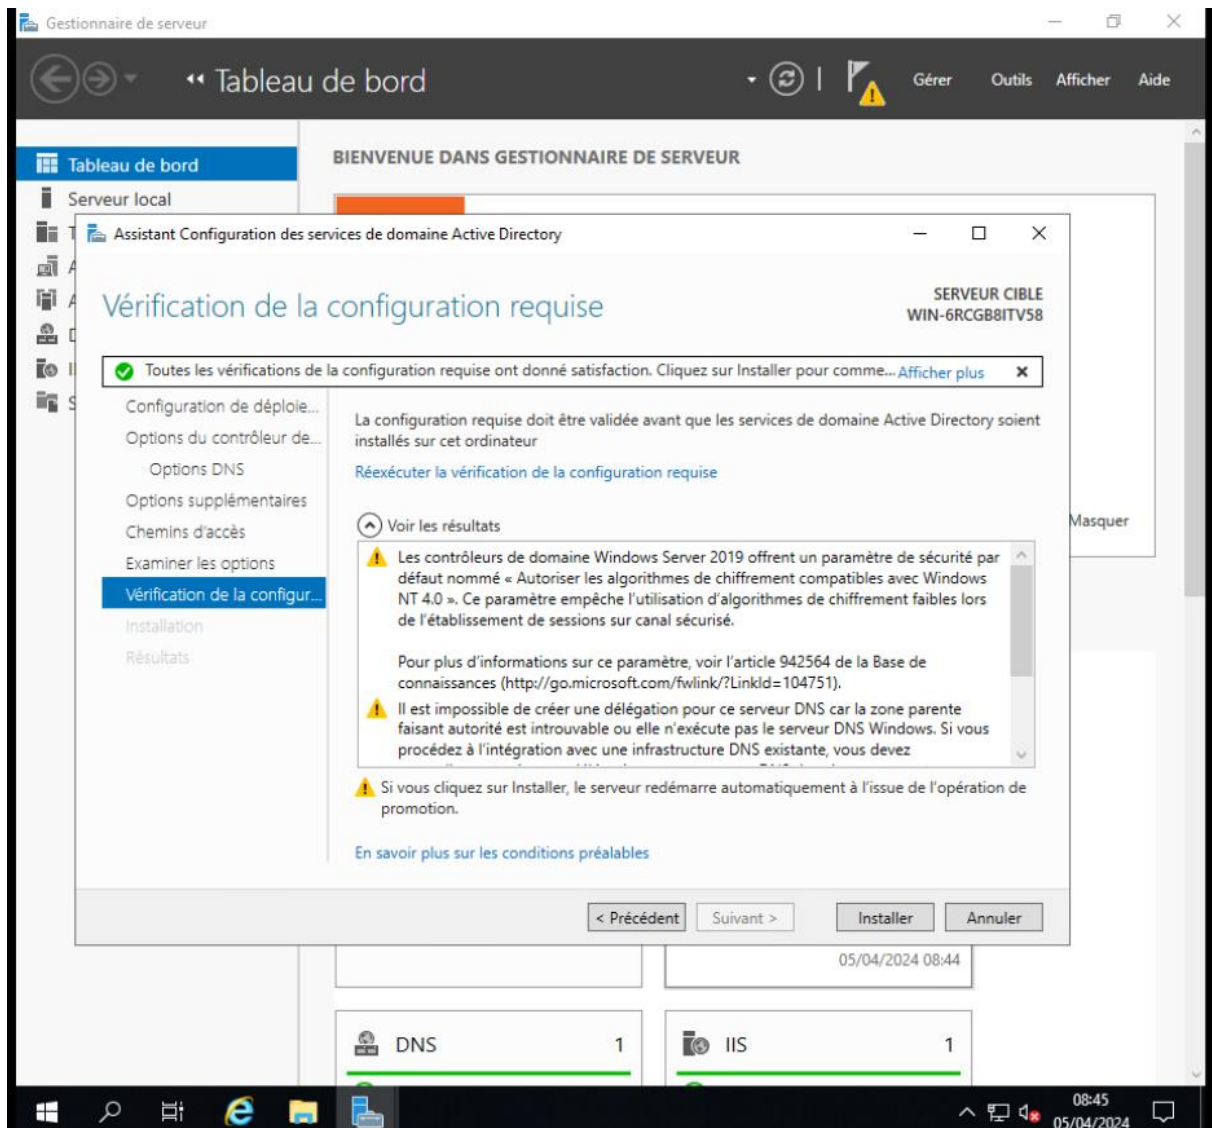 Gestionnaire de serveur
Tableau de bord
Gérer Outils Afficher Aide
Tableau de bord
Serveur local
BIENVENUE DANS GESTIONNAIRE DE SERVEUR
Assistant Configuration des services de domaine Active Directory
Vérification de la configuration requise
SERVEUR CIBLE
WIN-6RCGB8ITV58
Toutes les vérifications de la configuration requise ont donné satisfaction. Cliquez sur Installer pour comme... Afficher plus
Configuration de déploie...
Options du contrôleur de...
Options DNS
Options supplémentaires
Chemins d'accès
Examiner les options
Vérification de la configur...
Installation
Résultats
La configuration requise doit être validée avant que les services de domaine Active Directory soient
installés sur cet ordinateur
Réexécuter la vérification de la configuration requise
Voir les résultats
Les contrôleurs de domaine Windows Server 2019 offrent un paramètre de sécurité par
défaut nommé « Autoriser les algorithmes de chiffrement compatibles avec Windows
NT 4.0 ». Ce paramètre empêche l'utilisation d'algorithmes de chiffrement faibles lors
de l'établissement de sessions sur canal sécurisé.
Pour plus d'informations sur ce paramètre, voir l'article 942564 de la Base de
connaissances (http://go.microsoft.com/fwlink/?LinkId=104751).
Il est impossible de créer une délégation pour ce serveur DNS car la zone parente
faisant autorité est introuvable ou elle n'exécute pas le serveur DNS Windows. Si vous
procédez à l'intégration avec une infrastructure DNS existante, vous devez
Si vous cliquez sur Installer, le serveur redémarre automatiquement à l'issue de l'opération de
promotion.
En savoir plus sur les conditions préalables
< Précédent Suivant > Installer Annuler
Masquer
05/04/2024 08:44
DNS 1
IIS 1
08:45
05/04/2024